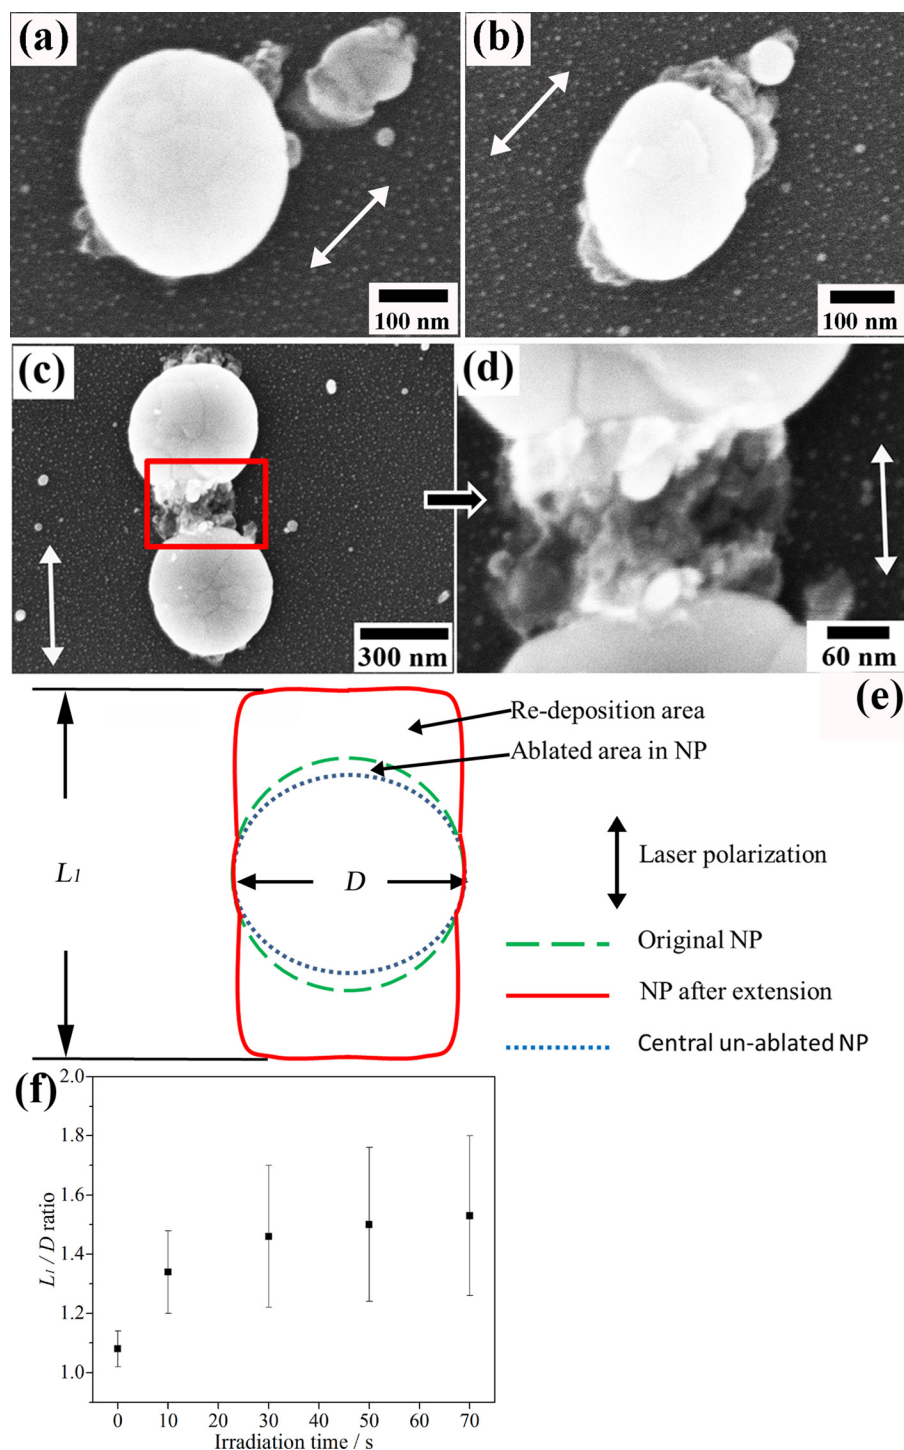 (a)
100 nm
(b)
100 nm
(c)
300 nm
(d)
60 nm
(e)
Re-deposition area
Ablated area in NP
L1
D
Laser polarization
Original NP
NP after extension
Central un-ablated NP
(f)
2.0
1.8
1.6
1.4
1.2
1.0
L1 / D ratio
0 10 20 30 40 50 60 70
Irradiation time / s